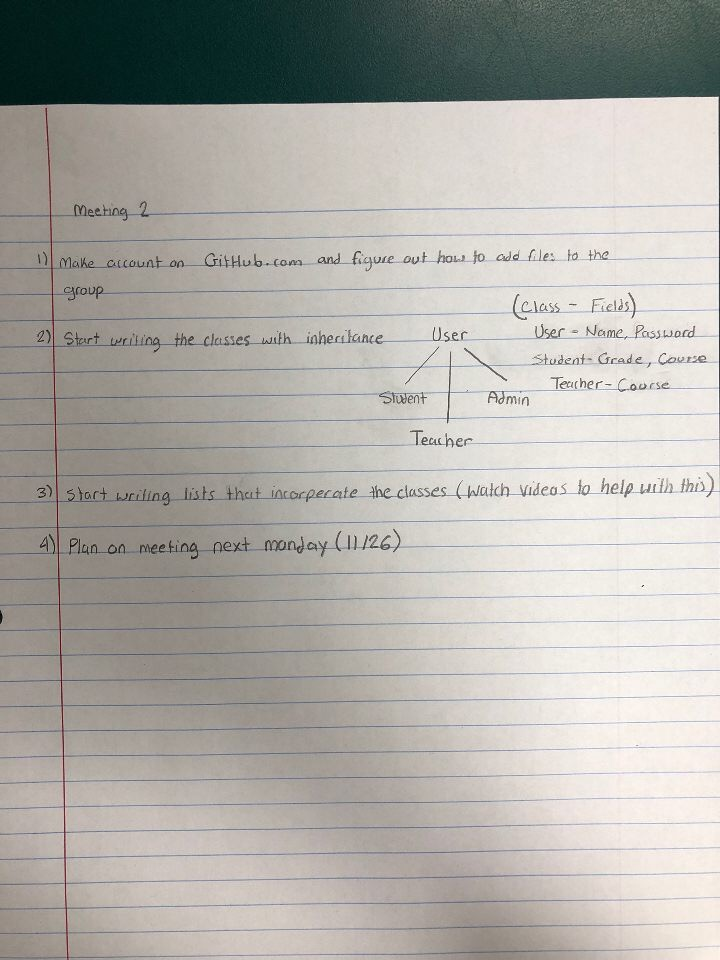 Meeting 2
1) Make account on GitHub.com and figure out how to add files to the
group
(Class - Fields)
2) Start writing the classes with inheritance
User
User - Name, Password
Student - Grade, Course
Teacher - Course
Student
Admin
Teacher
3) Start writing lists that incorperate the classes (watch videos to help with this)
4) Plan on meeting next monday (11/26)